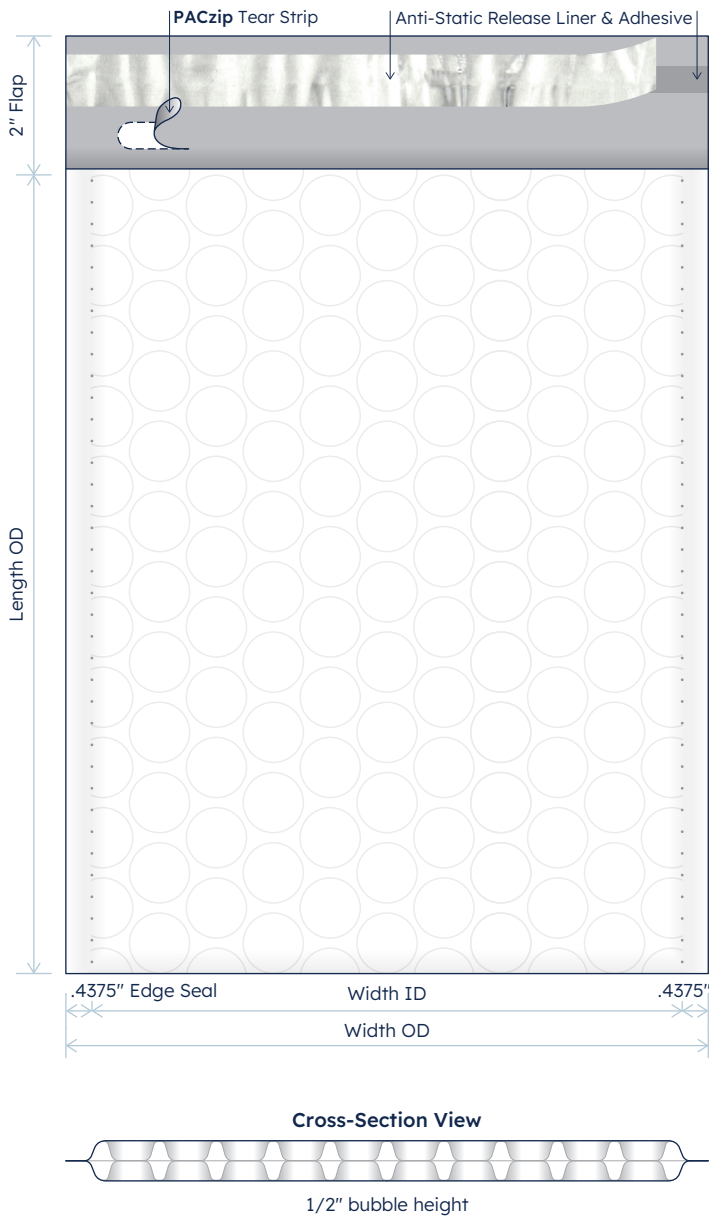 PACzip Tear Strip
Anti-Static Release Liner & Adhesive
2" Flap
Length OD
.4375" Edge Seal
Width ID
.4375"
Width OD
Cross-Section View
1/2" bubble height